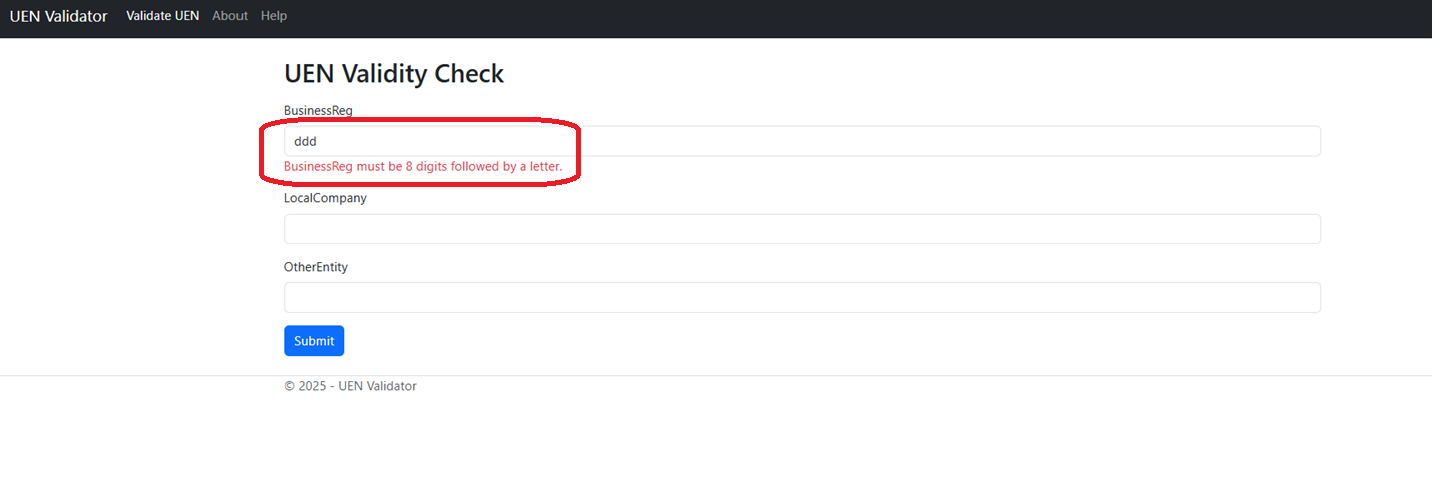 UEN Validator Validate UEN About Help
UEN Validity Check
BusinessReg
ddd
BusinessReg must be 8 digits followed by a letter.
LocalCompany
OtherEntity
Submit
© 2025 - UEN Validator